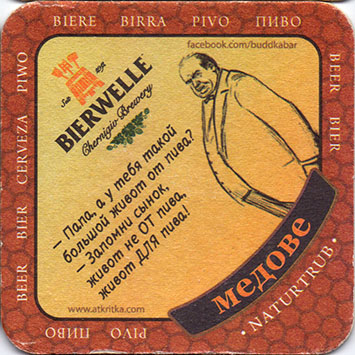 BIERE BIRRA PIVO ПИВО
BEER BIER
BEER BIER CERVEZA PIWO
ПИВО PIVO
facebook.com/buddkabar
BIERWELLE
Chernigiv Brewery
— Папа, а у тебя такой
большой живот от пива?
— Запомни сынок,
живот не ОТ пива,
живот ДЛЯ пива!
www.atkritka.com
медове
· NATURTRUB ·